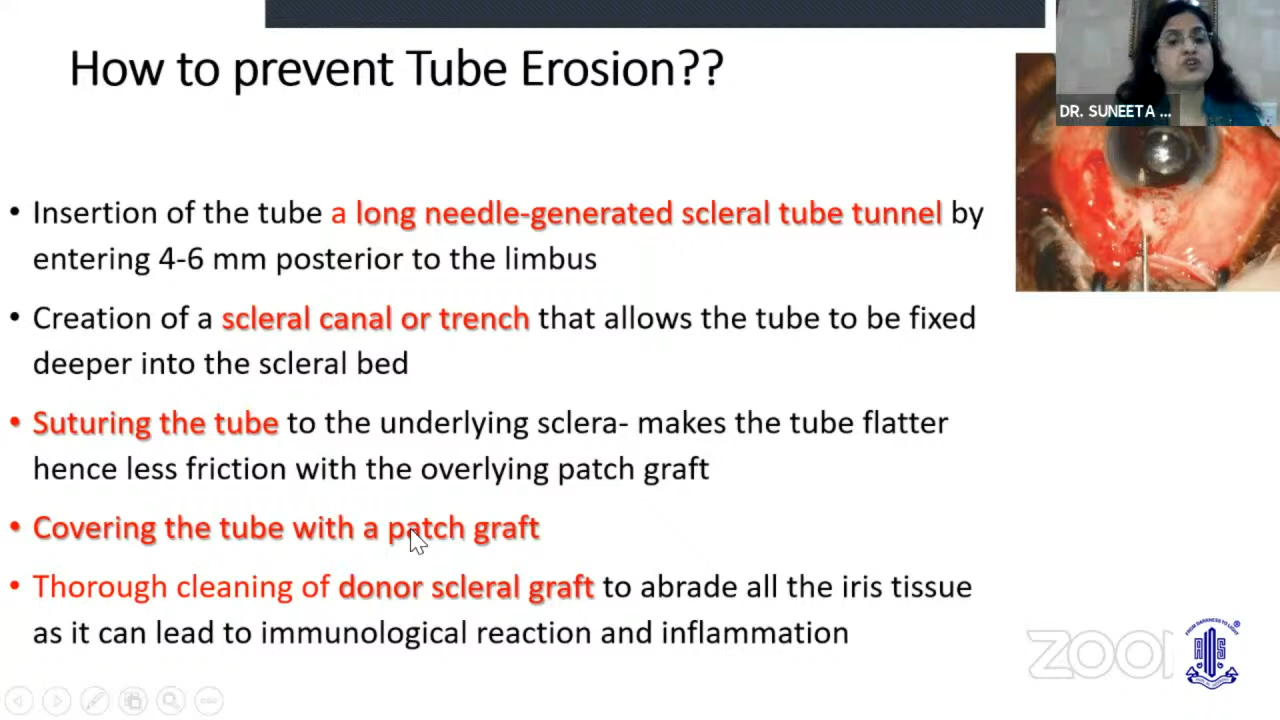 How to prevent Tube Erosion??
DR. SUNEETA ...
• Insertion of the tube a long needle-generated scleral tube tunnel by
entering 4-6 mm posterior to the limbus
• Creation of a scleral canal or trench that allows the tube to be fixed
deeper into the scleral bed
• Suturing the tube to the underlying sclera- makes the tube flatter
hence less friction with the overlying patch graft
• Covering the tube with a patch graft
• Thorough cleaning of donor scleral graft to abrade all the iris tissue
as it can lead to immunological reaction and inflammation
FROM DARKNESS TO LIGHT